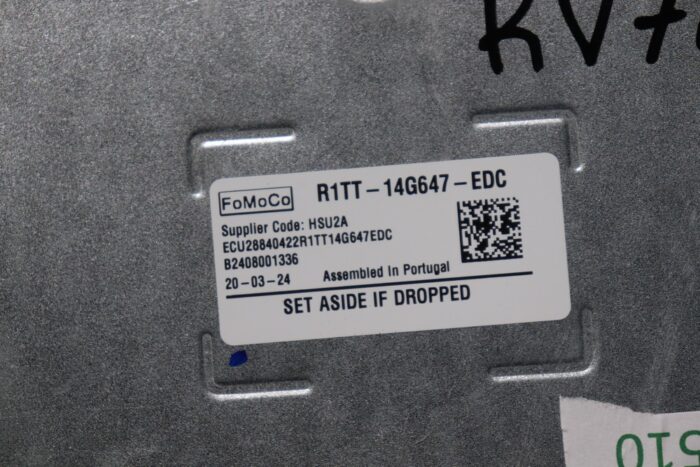 FoMoCo
R1TT-14G647-EDC
Supplier Code: HSU2A
ECU28840422R1TT14G647EDC
B2408001336
20-03-24 Assembled in Portugal
SET ASIDE IF DROPPED